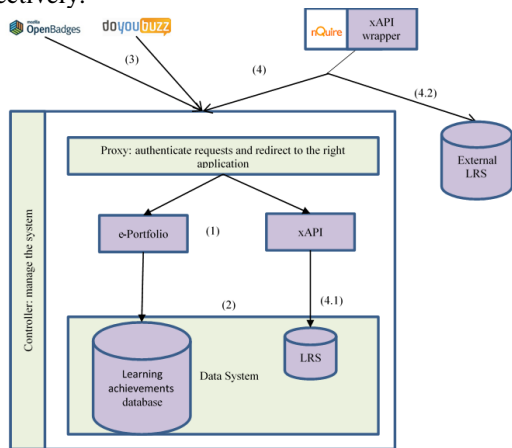 ectively.
mozilla
OpenBadges
doyoubuzz
nQuire
xAPI
wrapper
(3)
(4)
(4.2)
External
LRS
Controller: manage the system
Proxy: authenticate requests and redirect to the right
application
e-Portfolio
(1)
xAPI
(2)
(4.1)
Learning
achievements
database
Data System
LRS